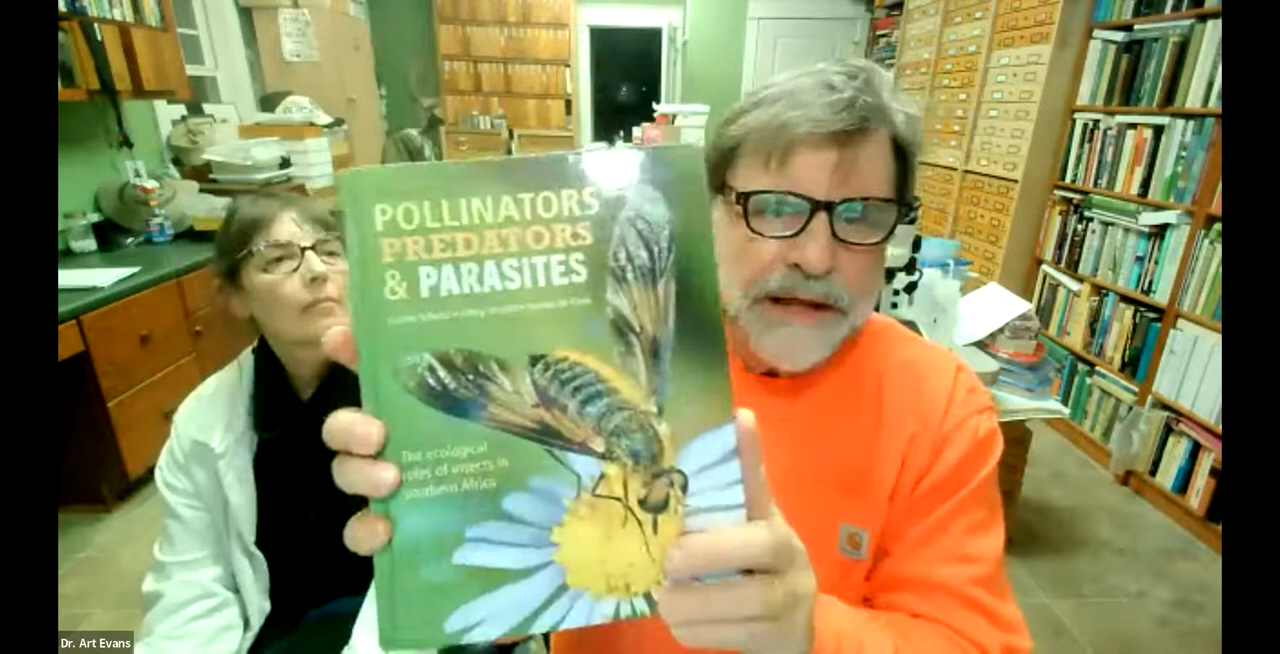 POLLINATORS
PREDATORS
& PARASITES
The ecological
roles of insects in
southern Africa
Dr. Art Evans